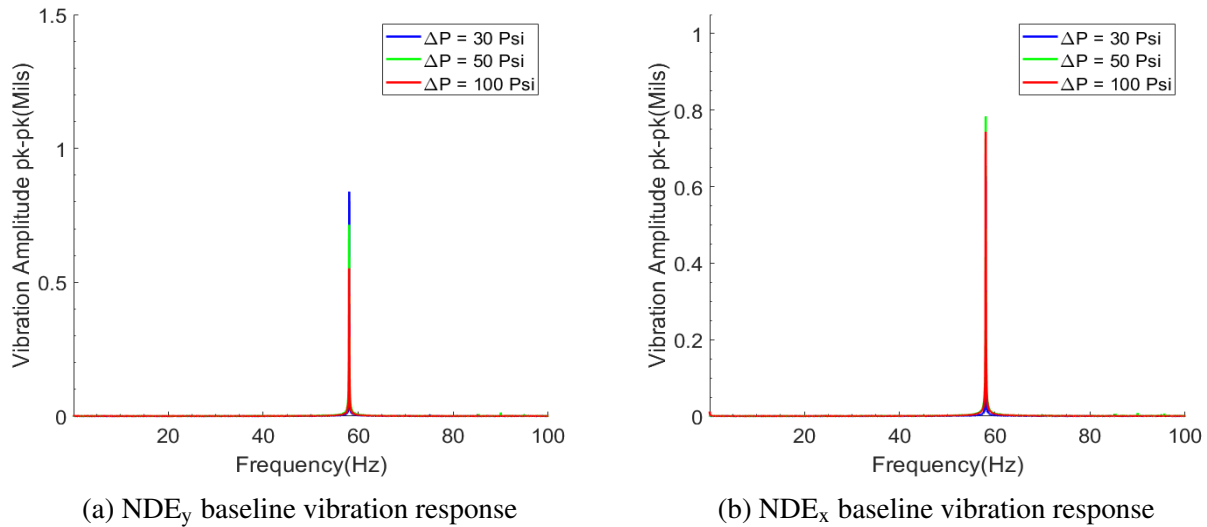 1.5
1
0.5
0
20
40
60
80
100
Vibration Amplitude pk-pk(Mils)
Frequency(Hz)
ΔP = 30 Psi
ΔP = 50 Psi
ΔP = 100 Psi
(a) NDEy baseline vibration response
1
0.8
0.6
0.4
0.2
0
20
40
60
80
100
Vibration Amplitude pk-pk(Mils)
Frequency(Hz)
ΔP = 30 Psi
ΔP = 50 Psi
ΔP = 100 Psi
(b) NDEx baseline vibration response